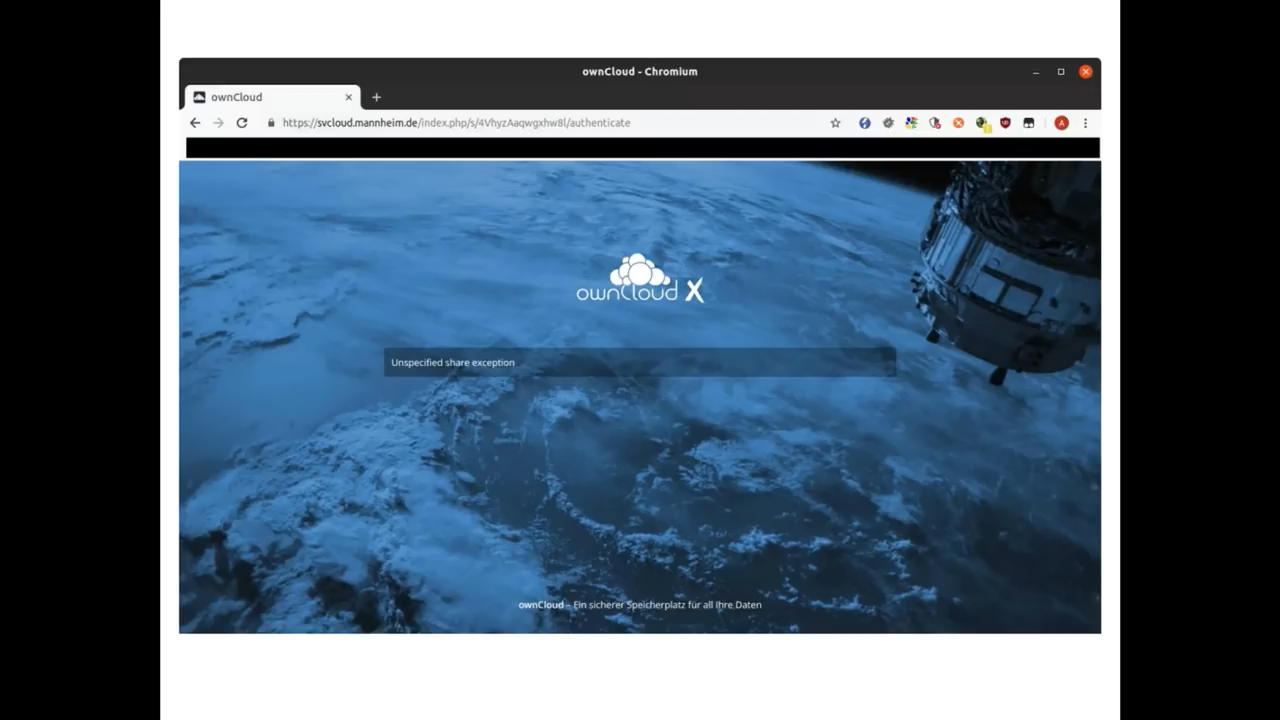 ownCloud - Chromium
ownCloud
https://svcloud.mannheim.de/index.php/s/4VhyzAaqwgxhw8l/authenticate
A
ownCloud X
Unspecified share exception
ownCloud – Ein sicherer Speicherplatz für all Ihre Daten